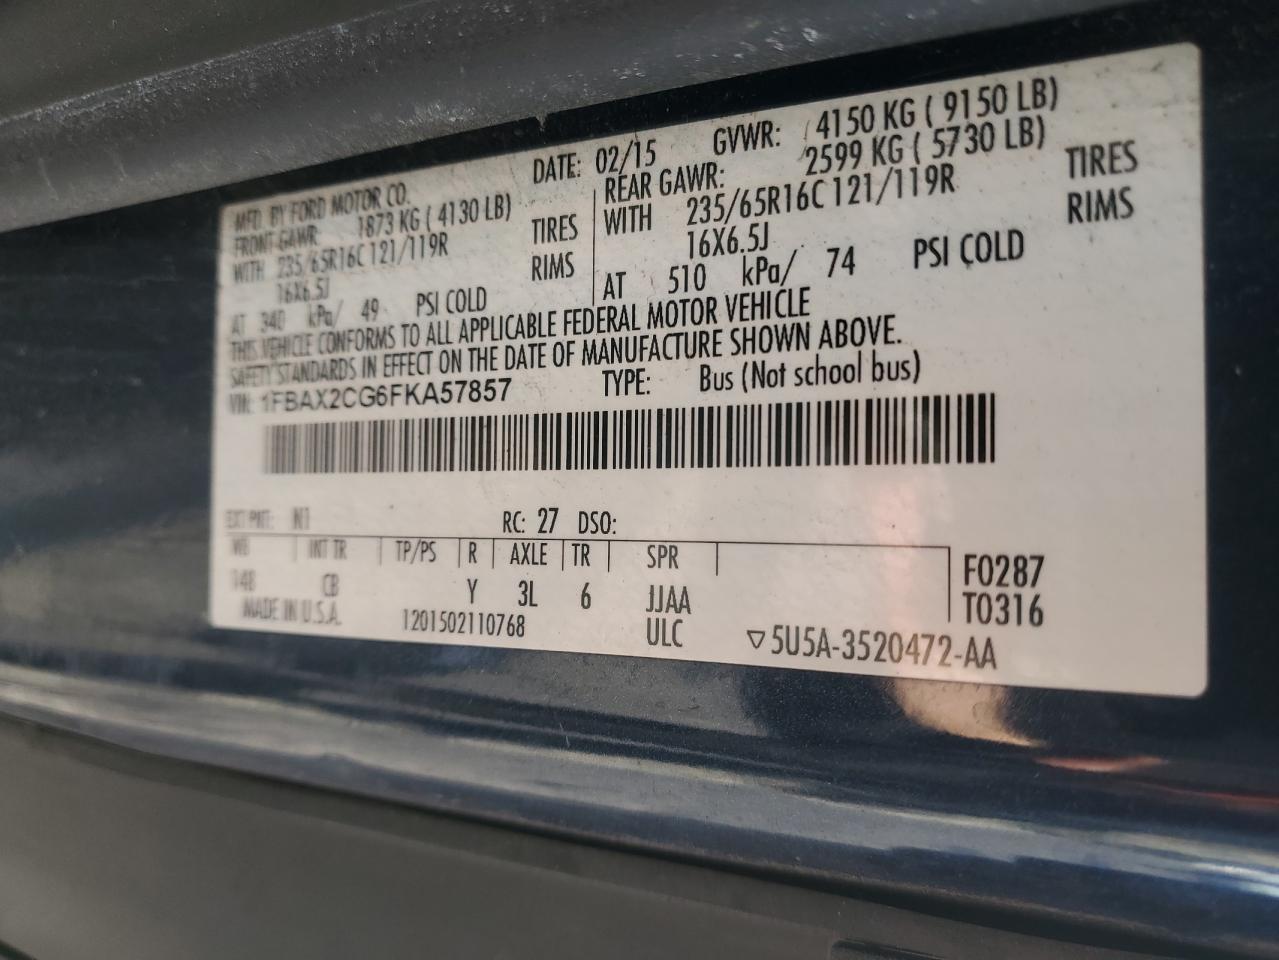 MFD. BY FORD MOTOR CO.
DATE: 02/15
GVWR: 4150 KG ( 9150 LB)
FRONT GAWR: 1873 KG ( 4130 LB)
WITH 235/65R16C 121/119R TIRES
16X6.5J RIMS
AT 340 kPa/ 49 PSI COLD
REAR GAWR: 2599 KG ( 5730 LB)
WITH 235/65R16C 121/119R TIRES
16X6.5J RIMS
AT 510 kPa/ 74 PSI COLD
THIS VEHICLE CONFORMS TO ALL APPLICABLE FEDERAL MOTOR VEHICLE
SAFETY STANDARDS IN EFFECT ON THE DATE OF MANUFACTURE SHOWN ABOVE.
VIN: 1FBAX2CG6FKA57857
TYPE: Bus (Not school bus)
EXT PNT: N1 RC: 27 DSO:
WB INT TR TP/PS R AXLE TR SPR
148 CB Y 3L 6 JJAA
F0287
T0316
MADE IN U.S.A. 1201502110768 ULC ▽5U5A-3520472-AA